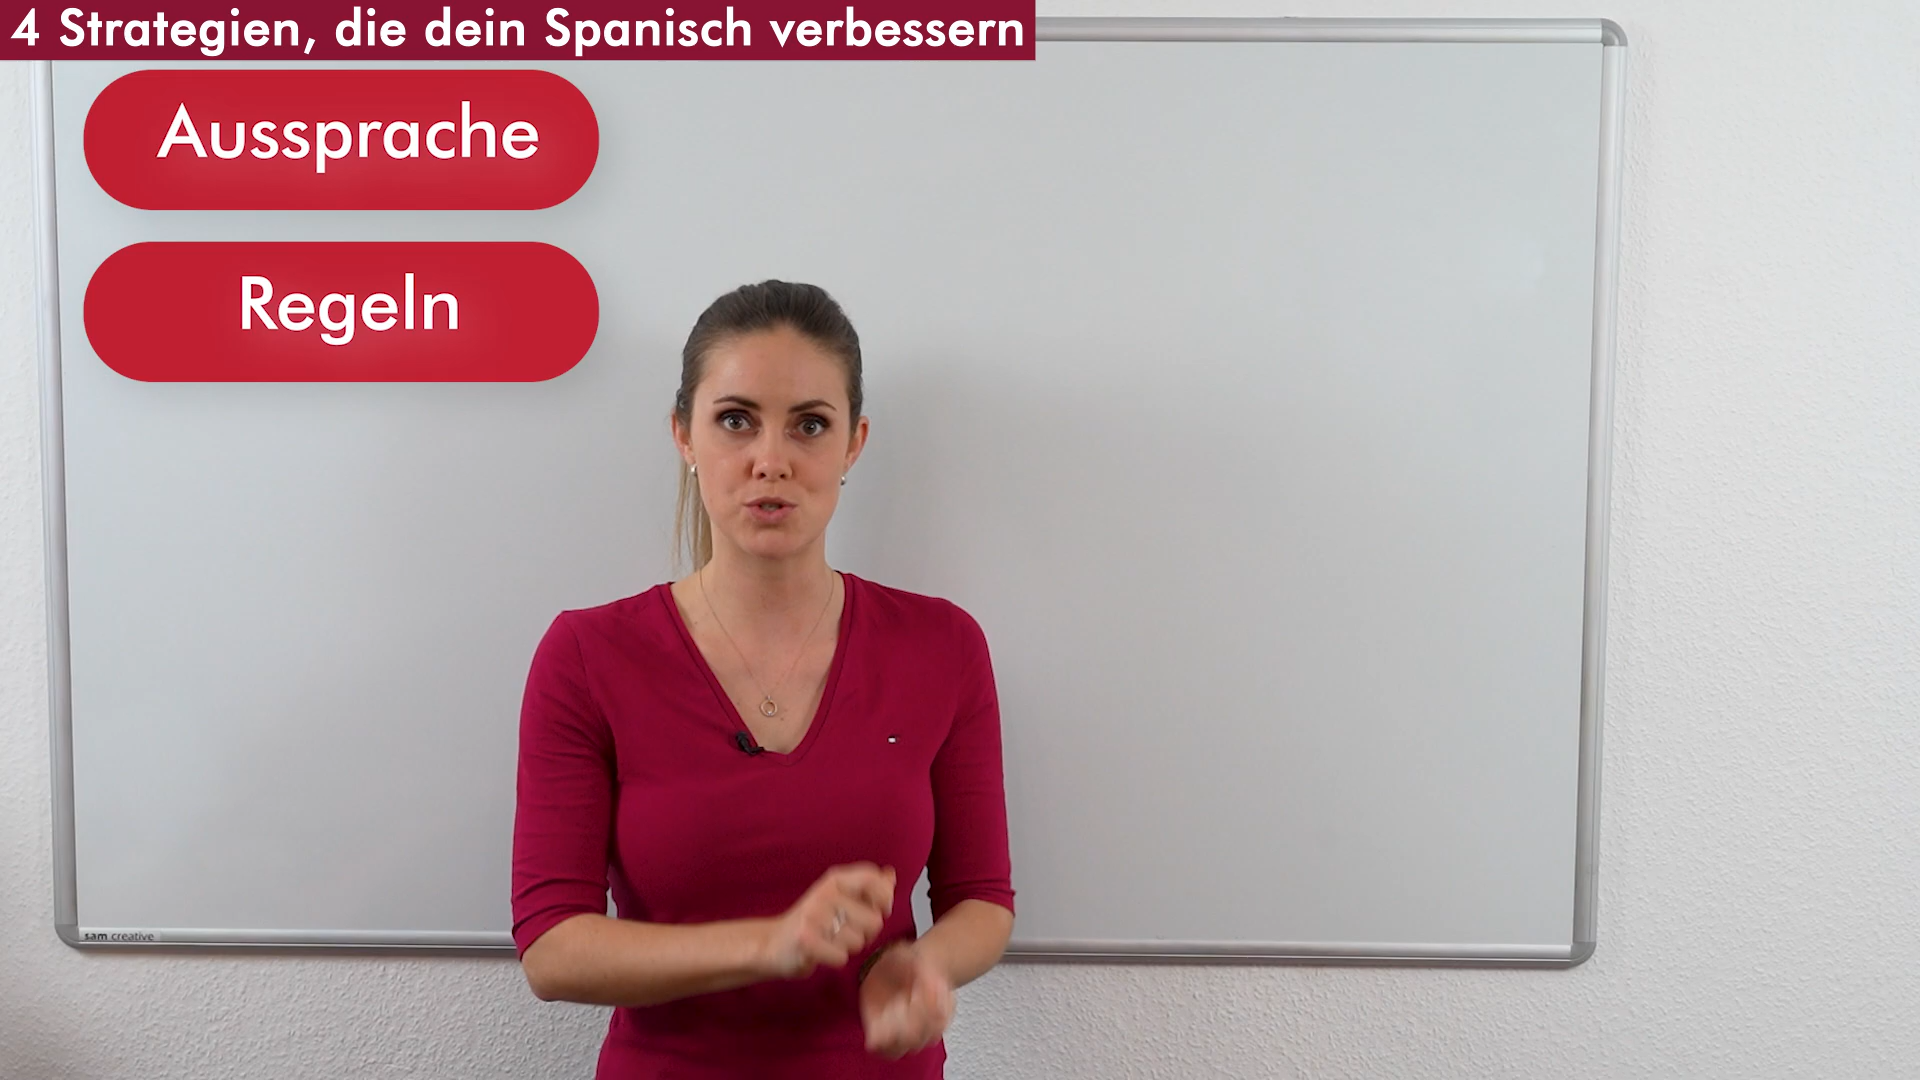 4 Strategien, die dein Spanisch verbessern
Aussprache
Regeln
sam creative